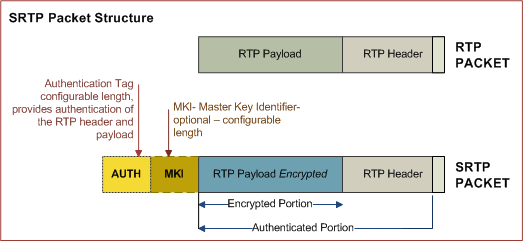 SRTP Packet Structure
RTP Payload
RTP Header
RTP
PACKET
Authentication Tag
configurable length,
provides authentication of
the RTP header and
payload
MKI- Master Key Identifier-
optional – configurable
length
AUTH
MKI
RTP Payload Encrypted
RTP Header
SRTP
PACKET
Encrypted Portion
Authenticated Portion